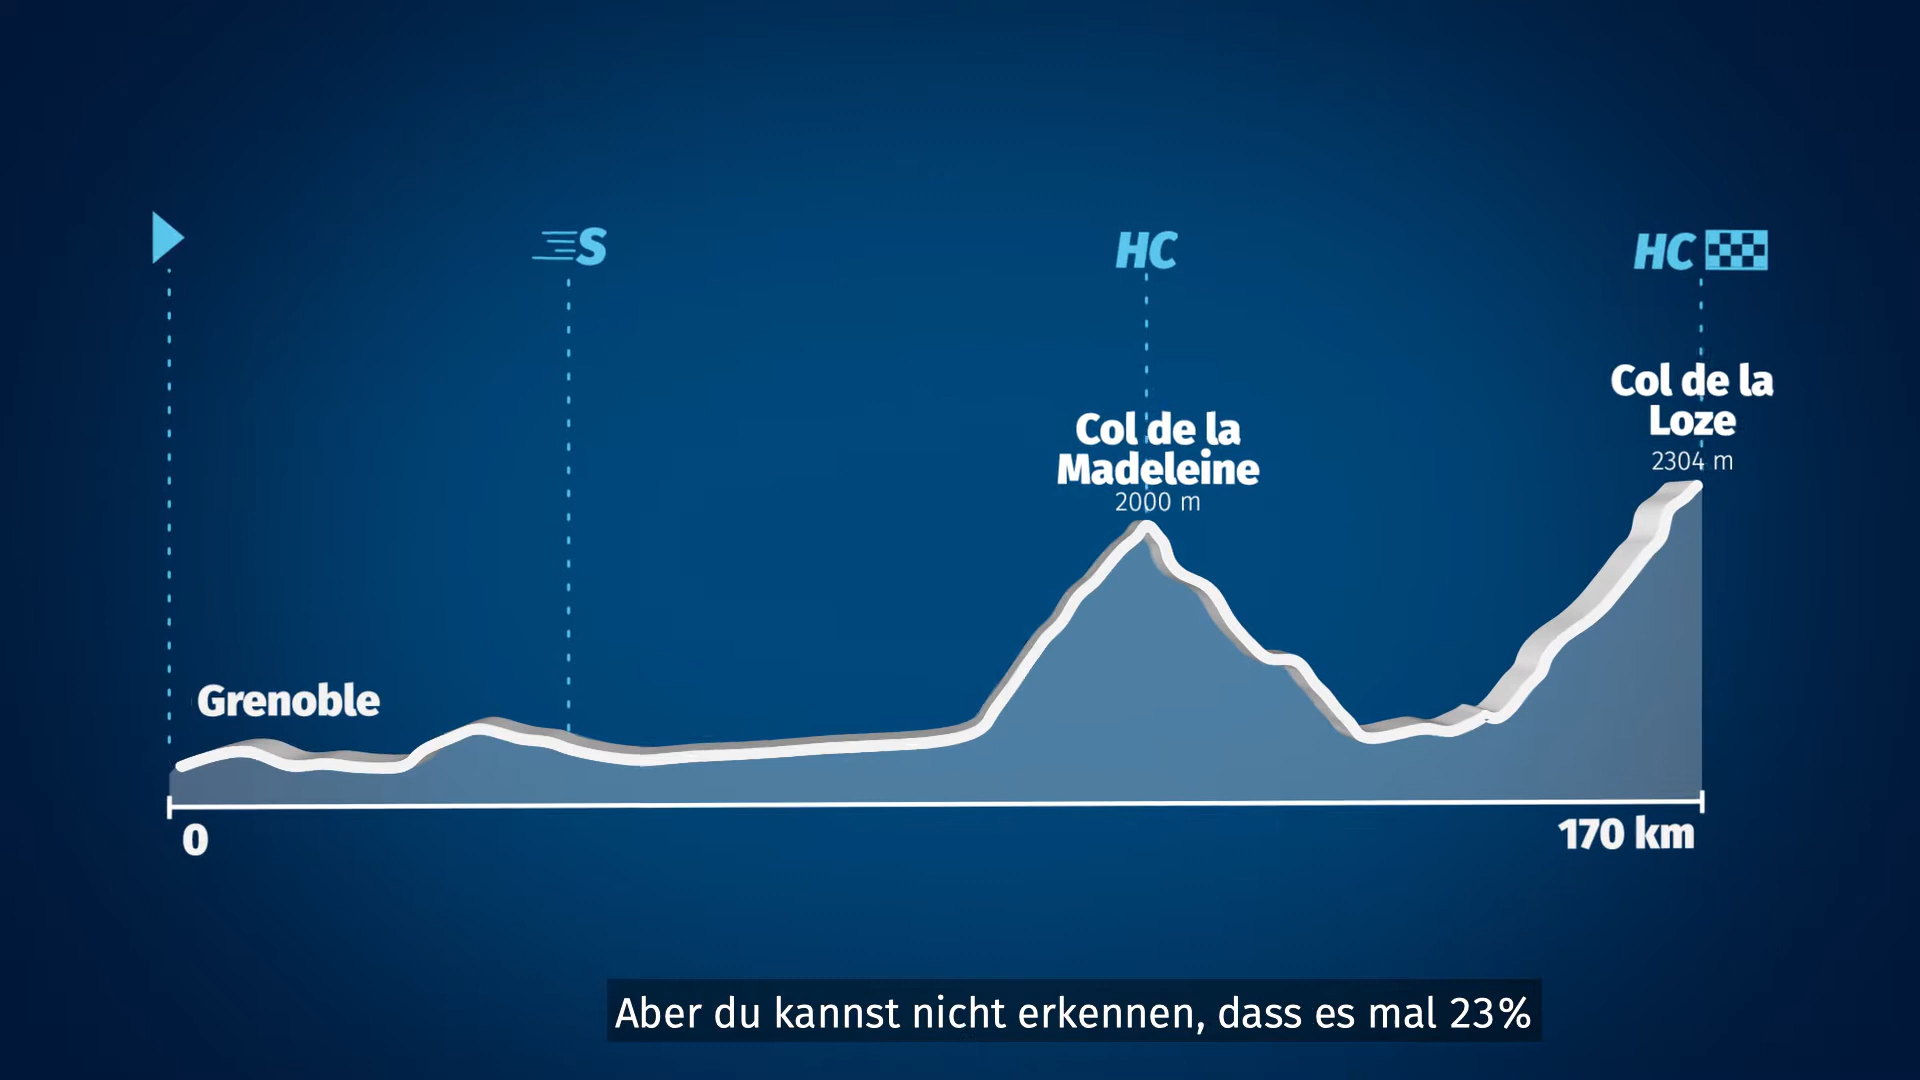 S
HC
HC
Col de la
Loze
2304 m
Col de la
Madeleine
2000 m
Grenoble
0
170 km
Aber du kannst nicht erkennen, dass es mal 23%